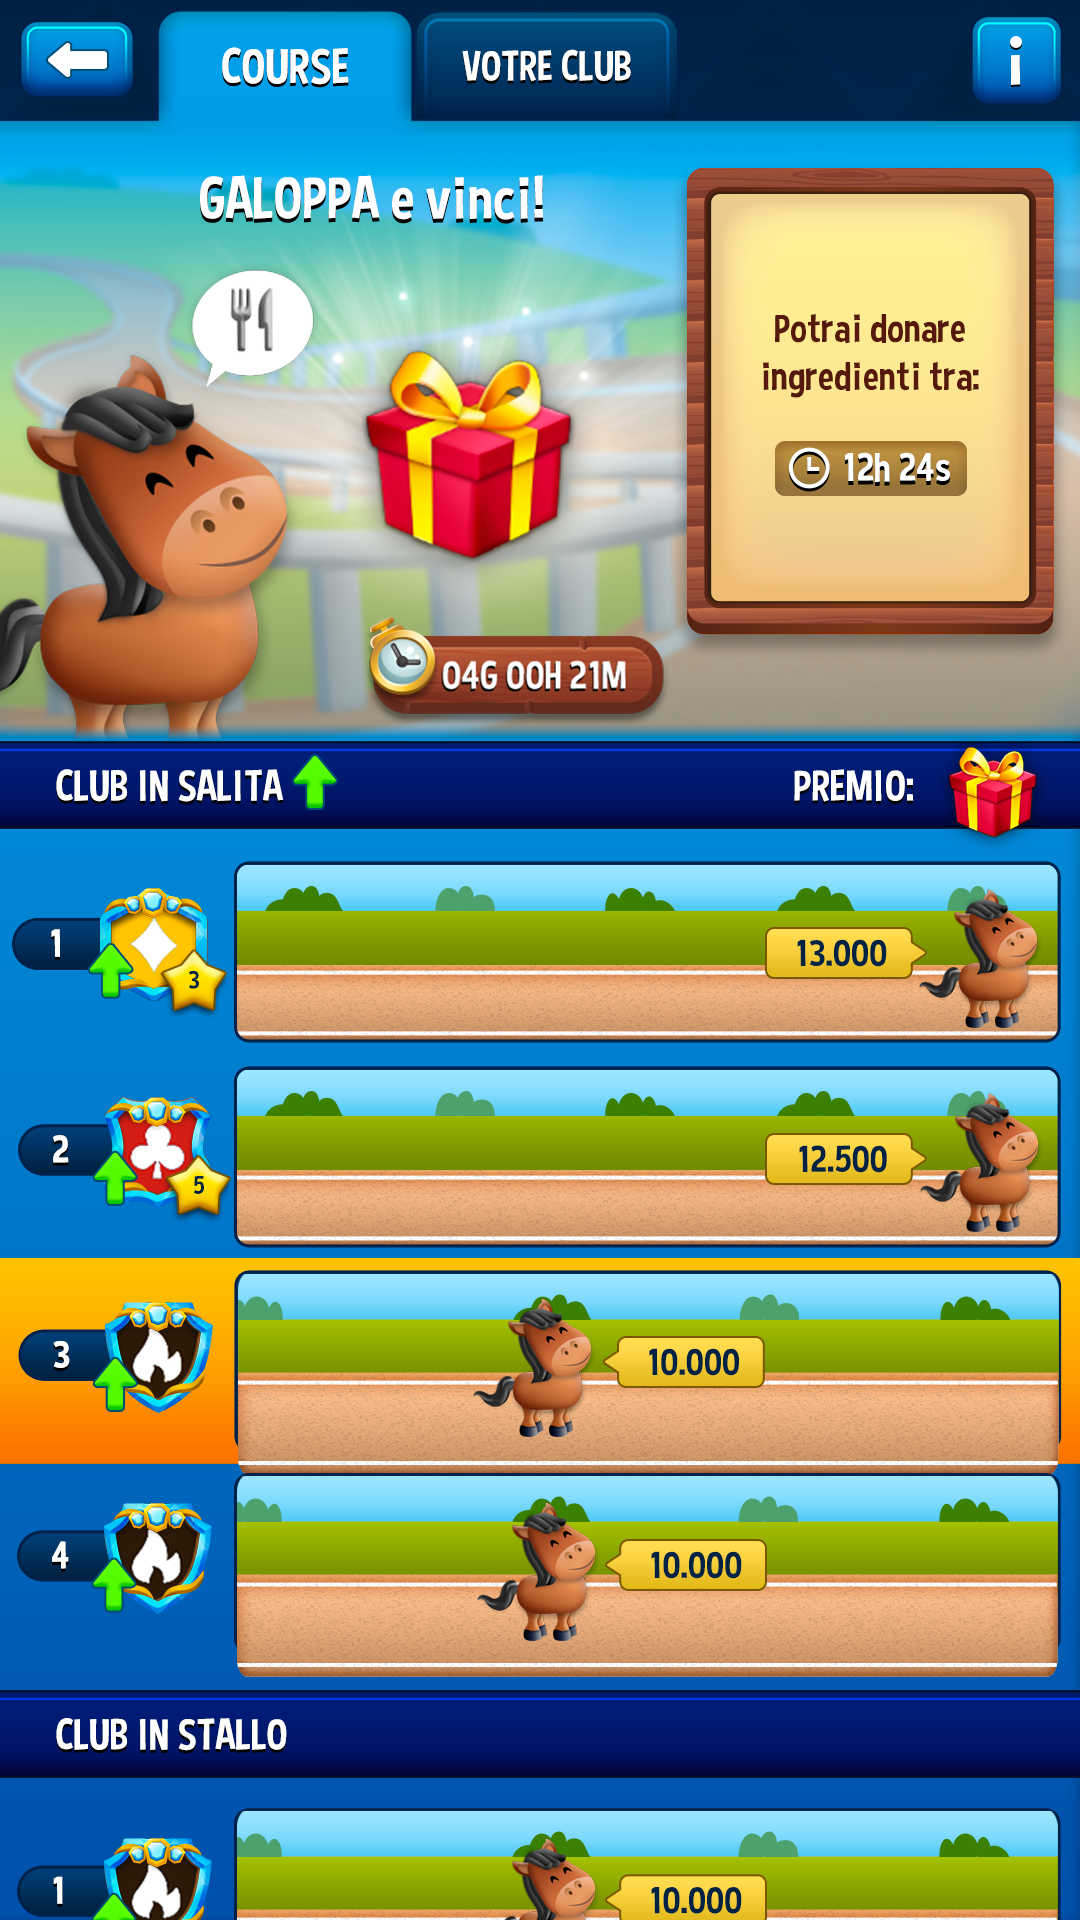 COURSE
VOTRE CLUB
i
GALOPPA e vinci!
Potrai donare
ingredienti tra:
12h 24s
04G 00H 21M
CLUB IN SALITA
PREMIO:
1
3
13.000
2
5
12.500
3
10.000
4
10.000
CLUB IN STALLO
1
10.000